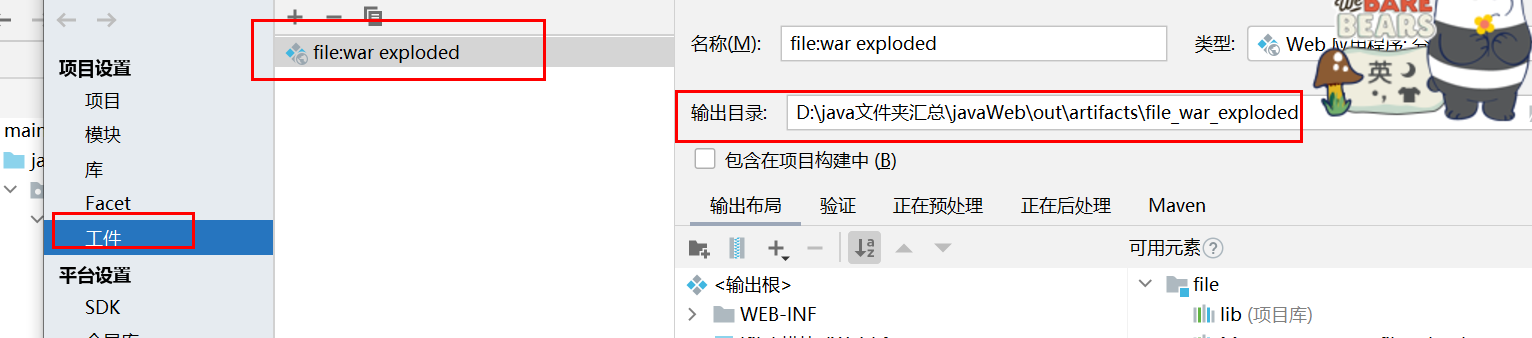 We BARE BEARS
英
项目设置
项目
模块
库
Facet
工件
平台设置
SDK
main
ja
file:war exploded
名称(M): file:war exploded
类型:
输出目录: D:\java文件夹汇总\javaWeb\out\artifacts\file_war_exploded
包含在项目构建中 (B)
输出布局 验证 正在预处理 正在后处理 Maven
可用元素
<输出根>
WEB-INF
file
lib (项目库)